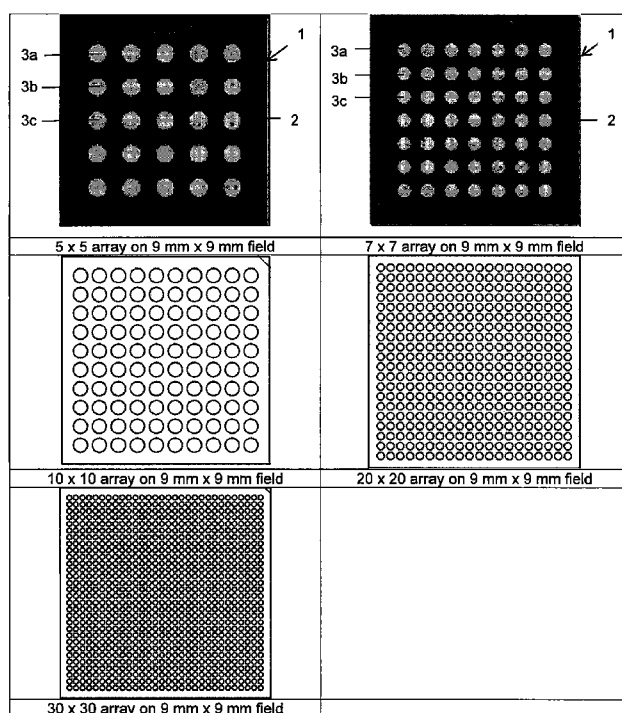 1 1
3a 3a
3b 3b
3c 3c
2 2
5 x 5 array on 9 mm x 9 mm field
7 x 7 array on 9 mm x 9 mm field
10 x 10 array on 9 mm x 9 mm field
20 x 20 array on 9 mm x 9 mm field
30 x 30 array on 9 mm x 9 mm field